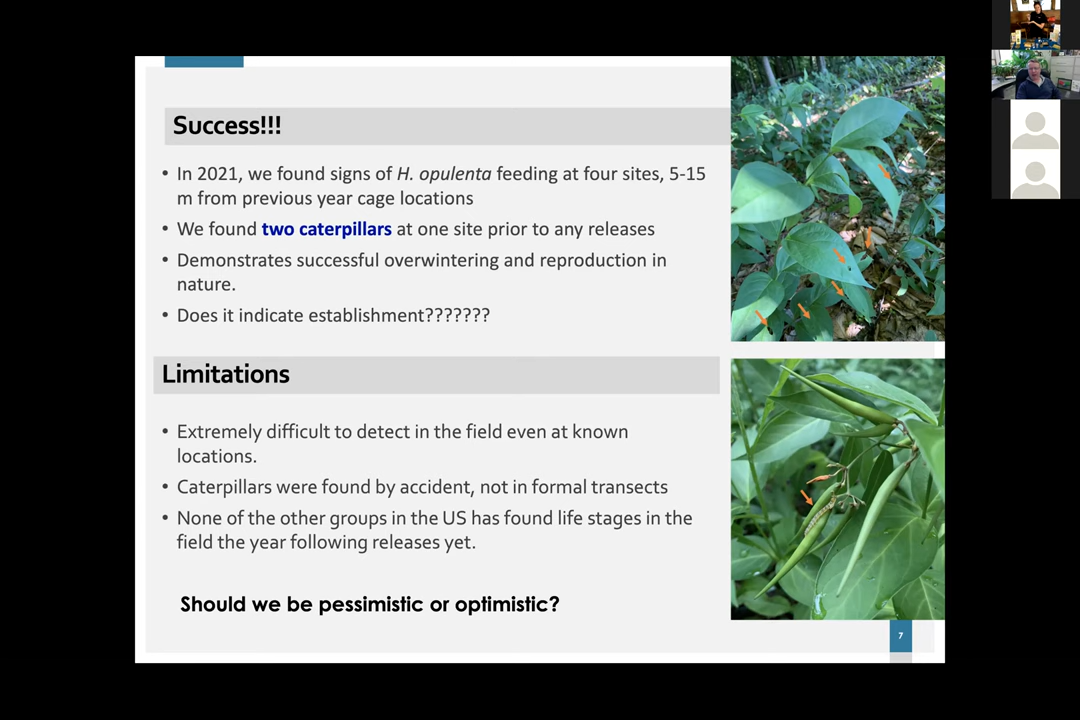 Success!!!
• In 2021, we found signs of H. opulenta feeding at four sites, 5-15
m from previous year cage locations
• We found two caterpillars at one site prior to any releases
• Demonstrates successful overwintering and reproduction in
nature.
• Does it indicate establishment???????
Limitations
• Extremely difficult to detect in the field even at known
locations.
• Caterpillars were found by accident, not in formal transects
• None of the other groups in the US has found life stages in the
field the year following releases yet.
Should we be pessimistic or optimistic?
7